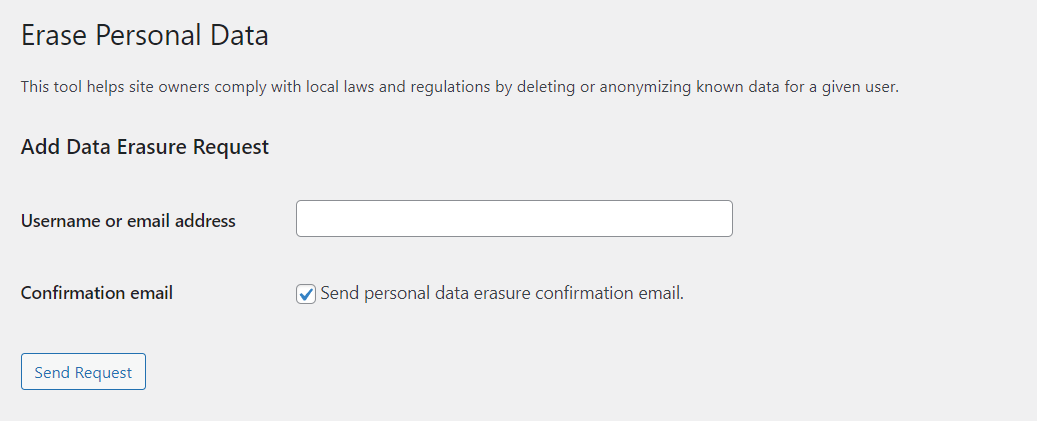 Erase Personal Data
This tool helps site owners comply with local laws and regulations by deleting or anonymizing known data for a given user.
Add Data Erasure Request
Username or email address
Confirmation email
Send personal data erasure confirmation email.
Send Request